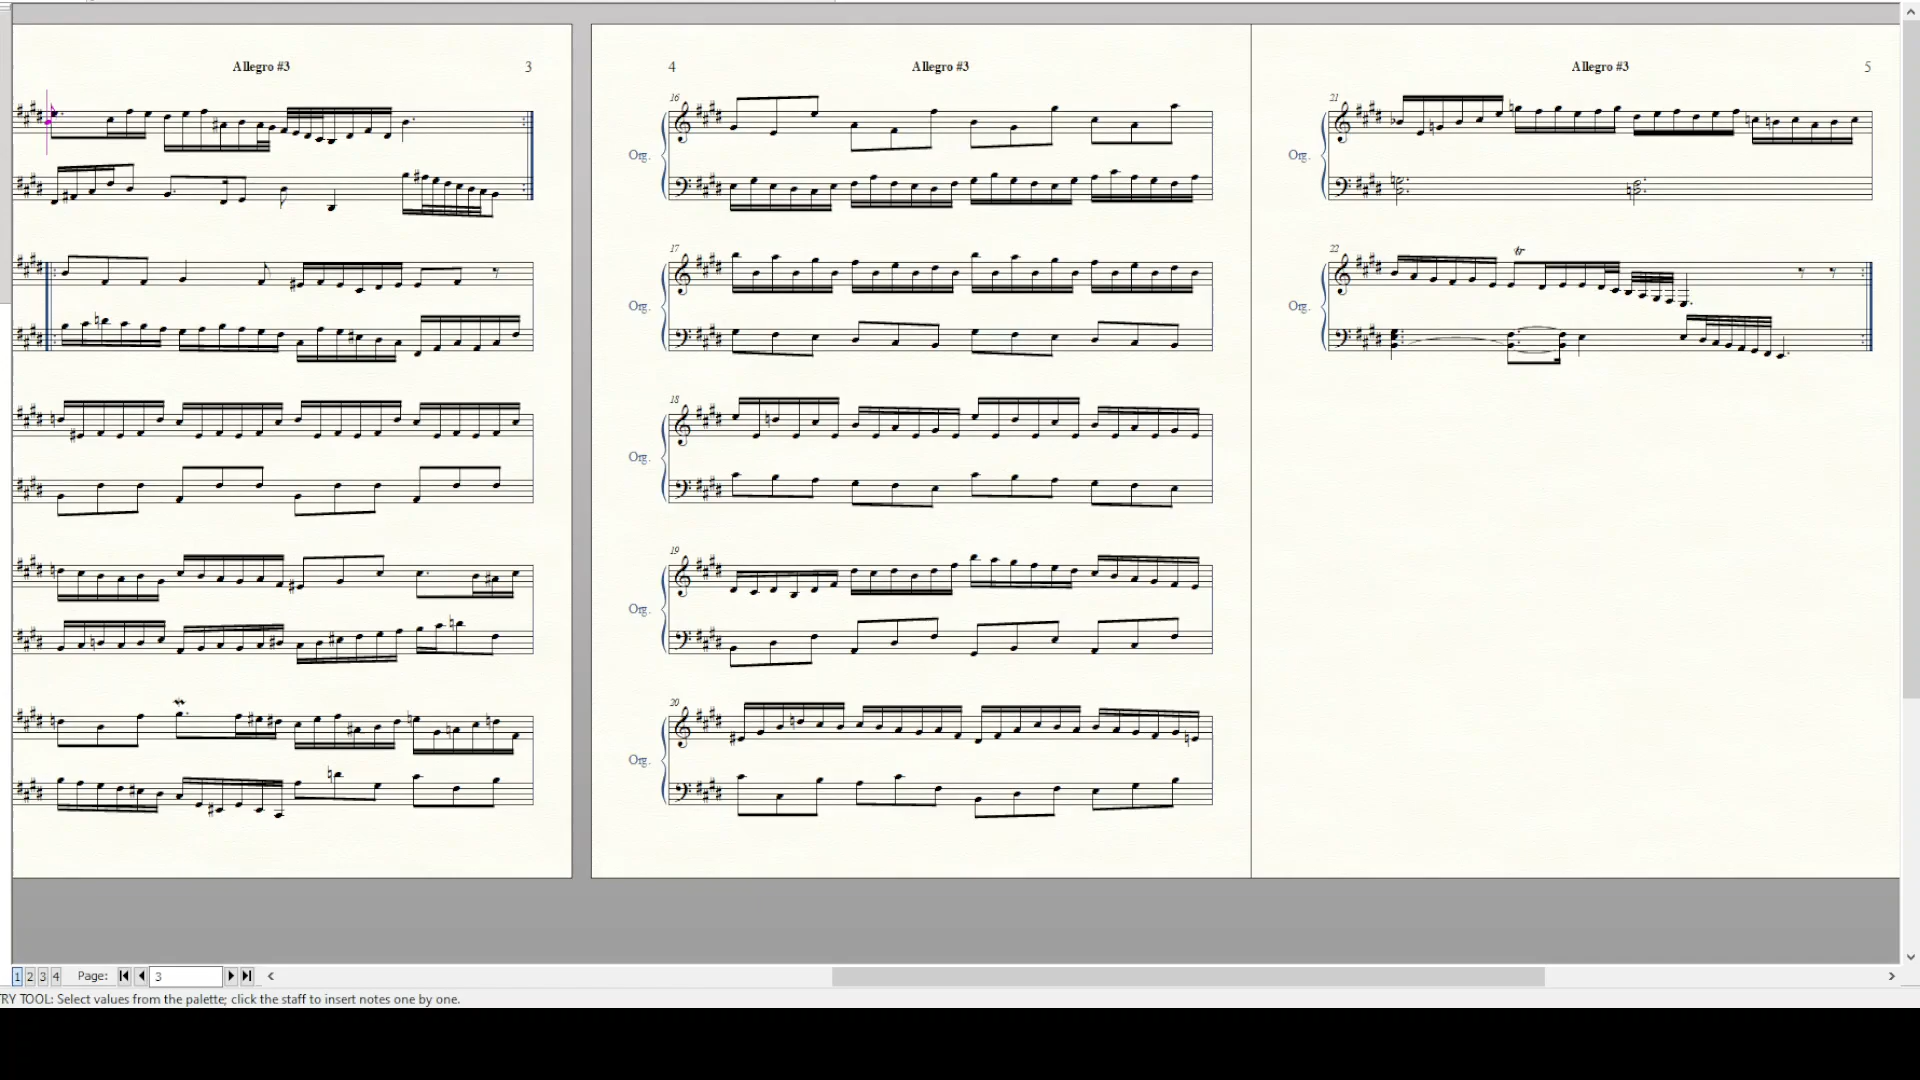 Allegro #3
3
4
Allegro #3
16
Org.
17
Org.
18
Org.
19
Org.
20
Org.
Allegro #3
5
21
Org.
22
tr
Org.
1 2 3 4 Page: 3
RY TOOL: Select values from the palette; click the staff to insert notes one by one.